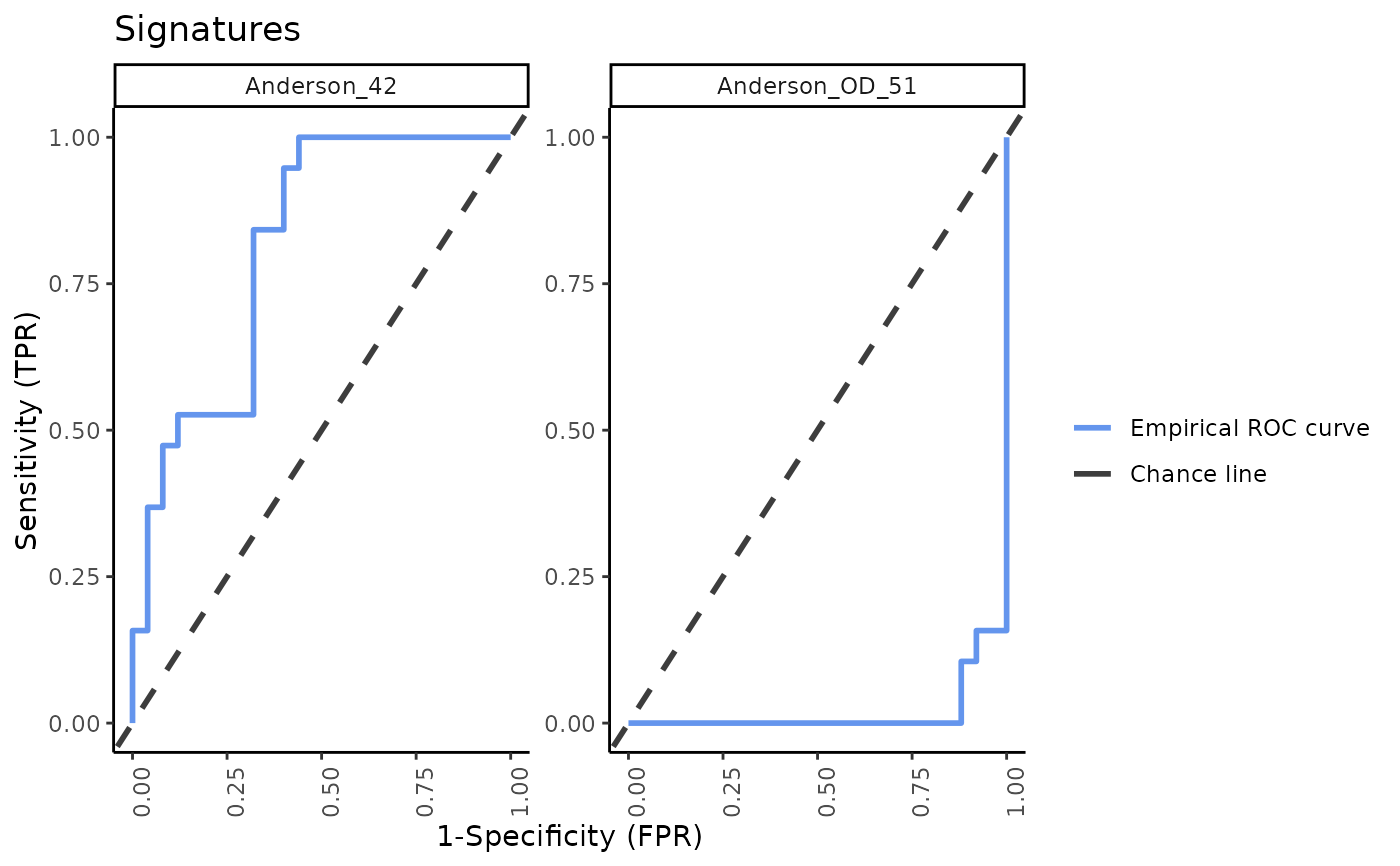 Signatures
Anderson_42
Anderson_OD_51
Sensitivity (TPR)
1.00
0.75
0.50
0.25
0.00
1.00
0.75
0.50
0.25
0.00
0.00
0.25
0.50
0.75
1.00
0.00
0.25
0.50
0.75
1.00
1-Specificity (FPR)
Empirical ROC curve
Chance line